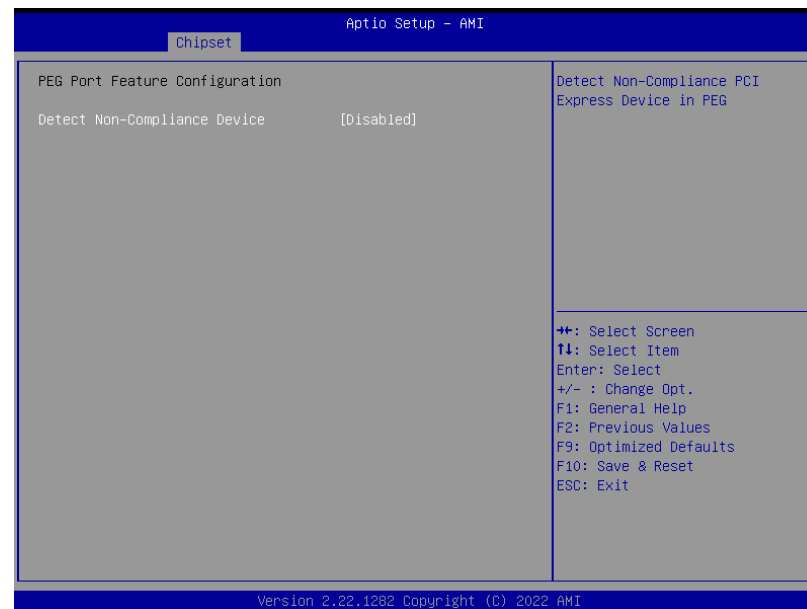 Aptio Setup – AMI
Chipset
PEG Port Feature Configuration
Detect Non-Compliance Device [Disabled]
Detect Non-Compliance PCI
Express Device in PEG
→←: Select Screen
↑↓: Select Item
Enter: Select
+/- : Change Opt.
F1: General Help
F2: Previous Values
F9: Optimized Defaults
F10: Save & Reset
ESC: Exit
Version 2.22.1282 Copyright (C) 2022 AMI